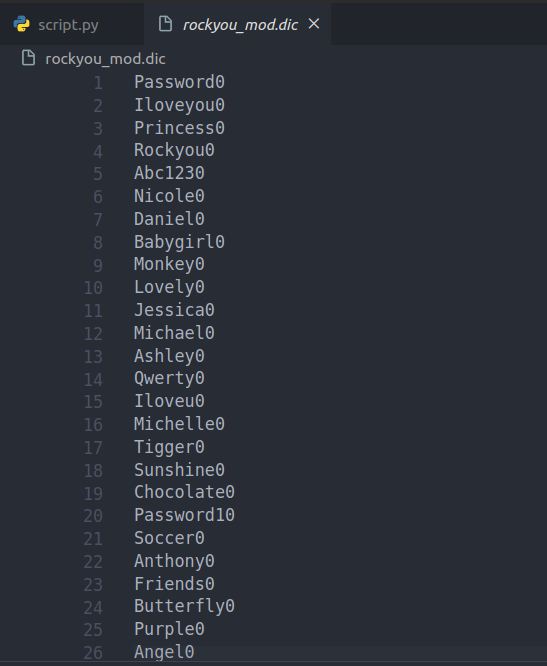 script.py rockyou_mod.dic
rockyou_mod.dic
1 Password0
2 Iloveyou0
3 Princess0
4 Rockyou0
5 Abc1230
6 Nicole0
7 Daniel0
8 Babygirl0
9 Monkey0
10 Lovely0
11 Jessica0
12 Michael0
13 Ashley0
14 Qwerty0
15 Iloveu0
16 Michelle0
17 Tigger0
18 Sunshine0
19 Chocolate0
20 Password10
21 Soccer0
22 Anthony0
23 Friends0
24 Butterfly0
25 Purple0
26 Angel0